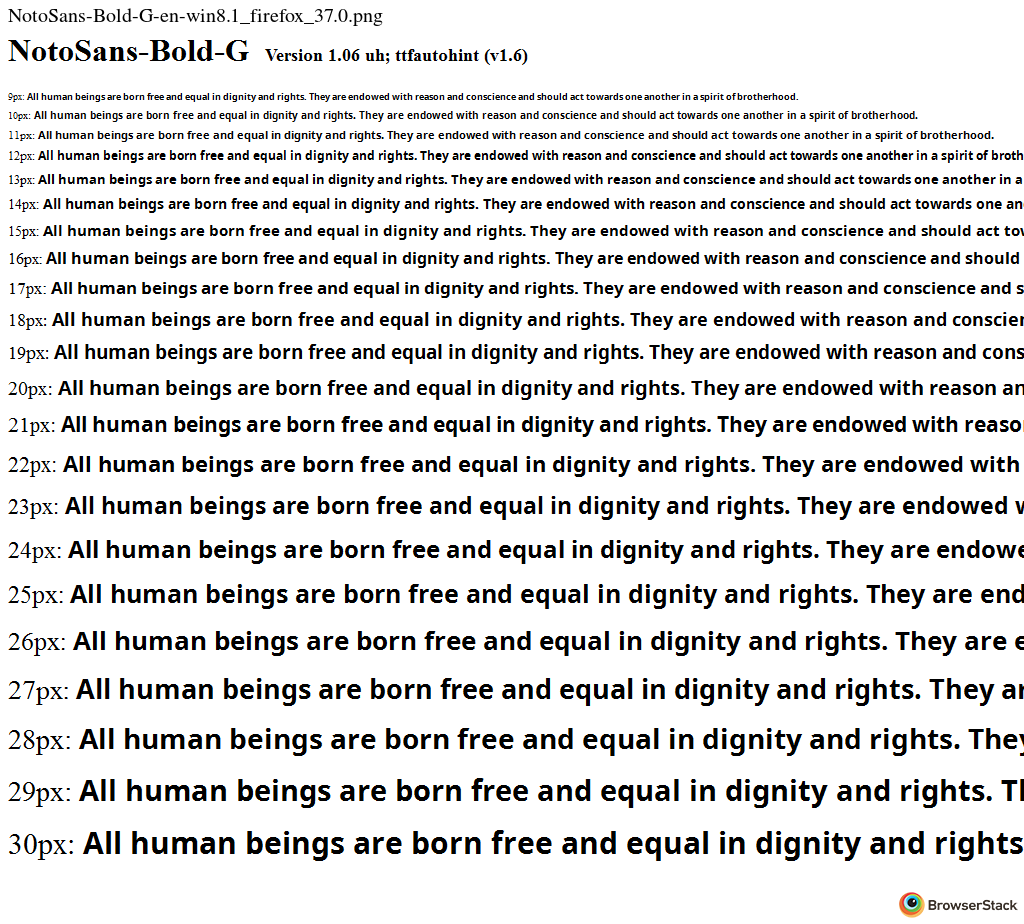 NotoSans-Bold-G-en-win8.1_firefox_37.0.png
NotoSans-Bold-G Version 1.06 uh; ttfautohint (v1.6)
9px: All human beings are born free and equal in dignity and rights. They are endowed with reason and conscience and should act towards one another in a spirit of brotherhood.
10px: All human beings are born free and equal in dignity and rights. They are endowed with reason and conscience and should act towards one another in a spirit of brotherhood.
11px: All human beings are born free and equal in dignity and rights. They are endowed with reason and conscience and should act towards one another in a spirit of brotherhood.
12px: All human beings are born free and equal in dignity and rights. They are endowed with reason and conscience and should act towards one another in a spirit of broth
13px: All human beings are born free and equal in dignity and rights. They are endowed with reason and conscience and should act towards one another in a
14px: All human beings are born free and equal in dignity and rights. They are endowed with reason and conscience and should act towards one an
15px: All human beings are born free and equal in dignity and rights. They are endowed with reason and conscience and should act tow
16px: All human beings are born free and equal in dignity and rights. They are endowed with reason and conscience and should
17px: All human beings are born free and equal in dignity and rights. They are endowed with reason and conscience and s
18px: All human beings are born free and equal in dignity and rights. They are endowed with reason and conscien
19px: All human beings are born free and equal in dignity and rights. They are endowed with reason and cons
20px: All human beings are born free and equal in dignity and rights. They are endowed with reason an
21px: All human beings are born free and equal in dignity and rights. They are endowed with reaso
22px: All human beings are born free and equal in dignity and rights. They are endowed with
23px: All human beings are born free and equal in dignity and rights. They are endowed w
24px: All human beings are born free and equal in dignity and rights. They are endowe
25px: All human beings are born free and equal in dignity and rights. They are end
26px: All human beings are born free and equal in dignity and rights. They are e
27px: All human beings are born free and equal in dignity and rights. They ar
28px: All human beings are born free and equal in dignity and rights. They
29px: All human beings are born free and equal in dignity and rights. Th
30px: All human beings are born free and equal in dignity and rights
BrowserStack